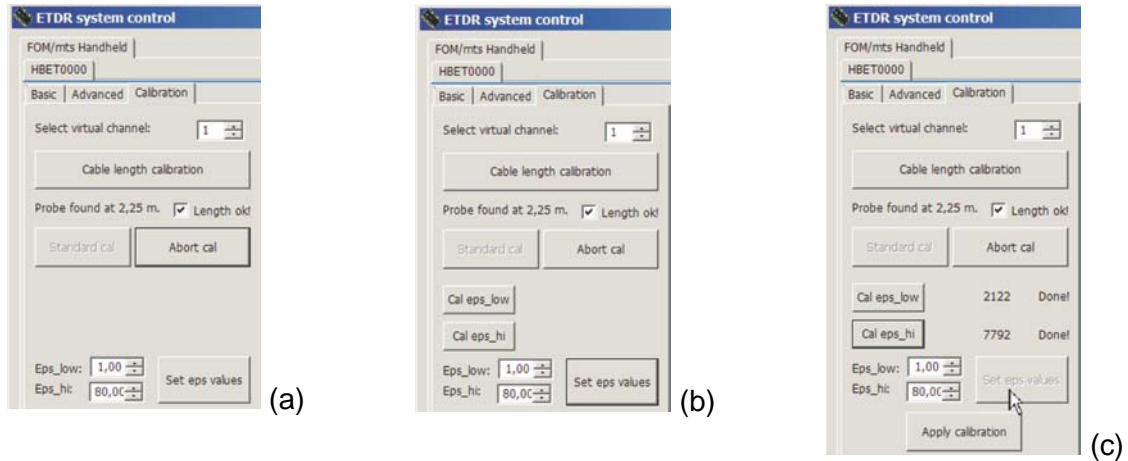 ETDR system control
FOM/mts Handheld
HBET0000
Basic Advanced Calibration
Select virtual channel: 1
Cable length calibration
Probe found at 2,25 m. Length ok!
Standard cal Abort cal
Eps_low: 1,00
Eps_hi: 80,00
Set eps values
(a)
ETDR system control
FOM/mts Handheld
HBET0000
Basic Advanced Calibration
Select virtual channel: 1
Cable length calibration
Probe found at 2,25 m. Length ok!
Standard cal Abort cal
Cal eps_low
Cal eps_hi
Eps_low: 1,00
Eps_hi: 80,00
Set eps values
(b)
ETDR system control
FOM/mts Handheld
HBET0000
Basic Advanced Calibration
Select virtual channel: 1
Cable length calibration
Probe found at 2,25 m. Length ok!
Standard cal Abort cal
Cal eps_low 2122 Done!
Cal eps_hi 7792 Done!
Eps_low: 1,00
Eps_hi: 80,00
Set eps values
Apply calibration
(c)